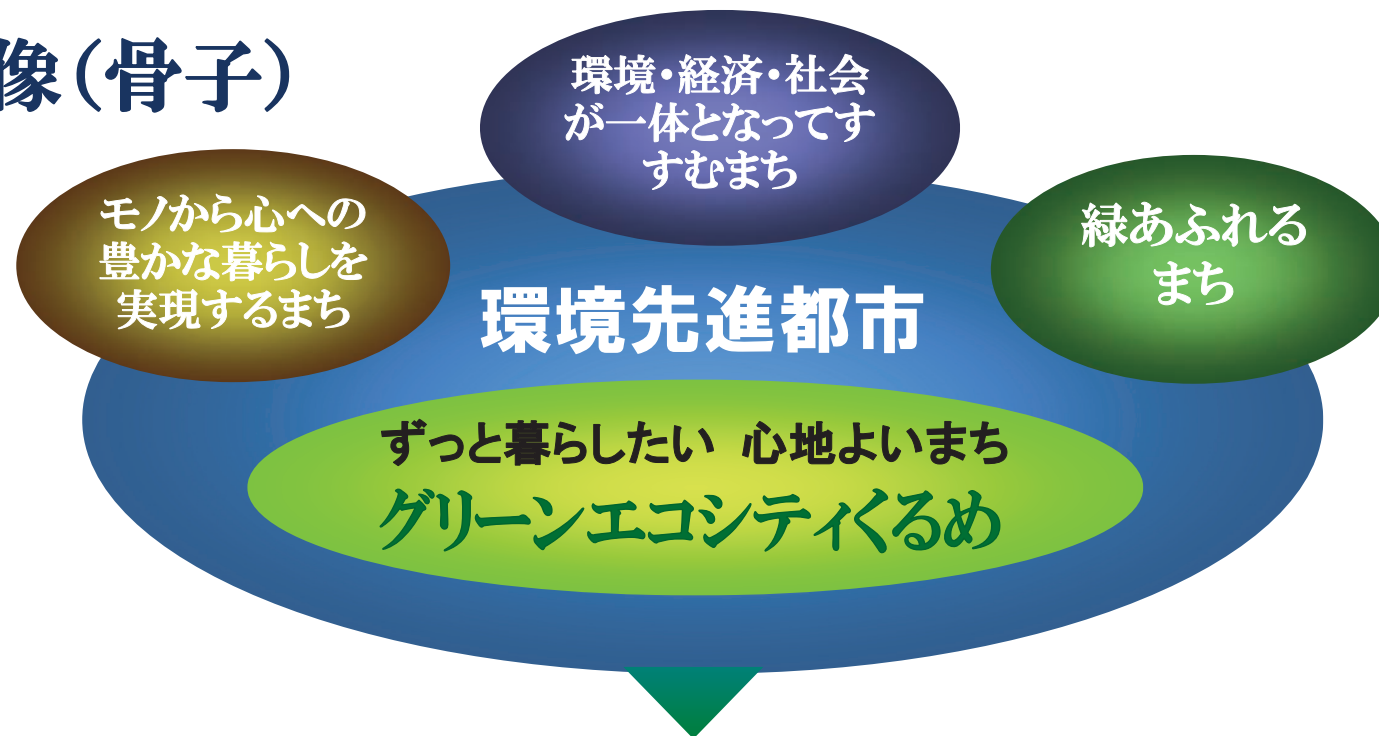 像（骨子）
環境・経済・社会
が一体となってす
すむまち
モノから心への
豊かな暮らしを
実現するまち
緑あふれる
まち
環境先進都市
ずっと暮らしたい 心地よいまち
グリーンエコシティくるめ